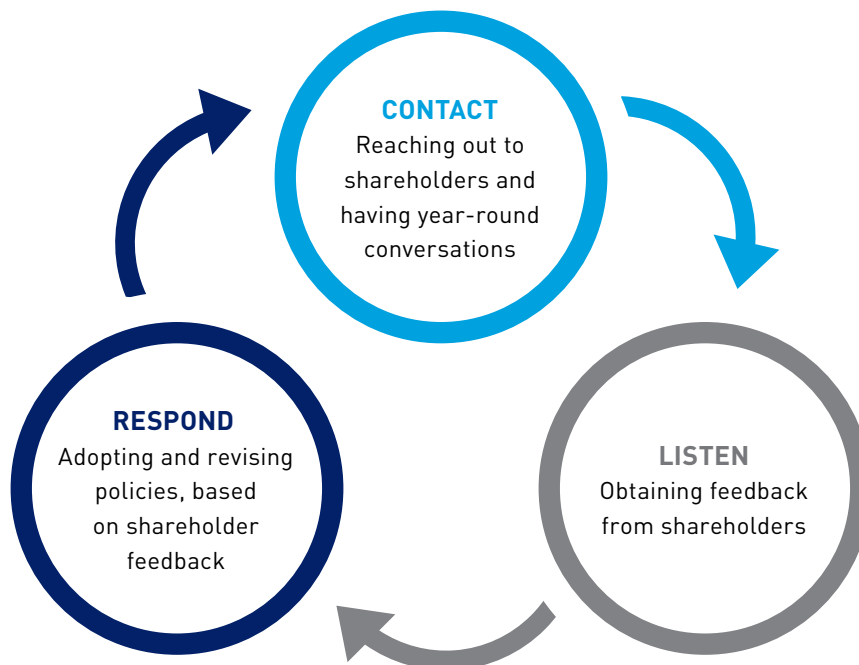 CONTACT
Reaching out to
shareholders and
having year-round
conversations
RESPOND
Adopting and revising
policies, based
on shareholder
feedback
LISTEN
Obtaining feedback
from shareholders